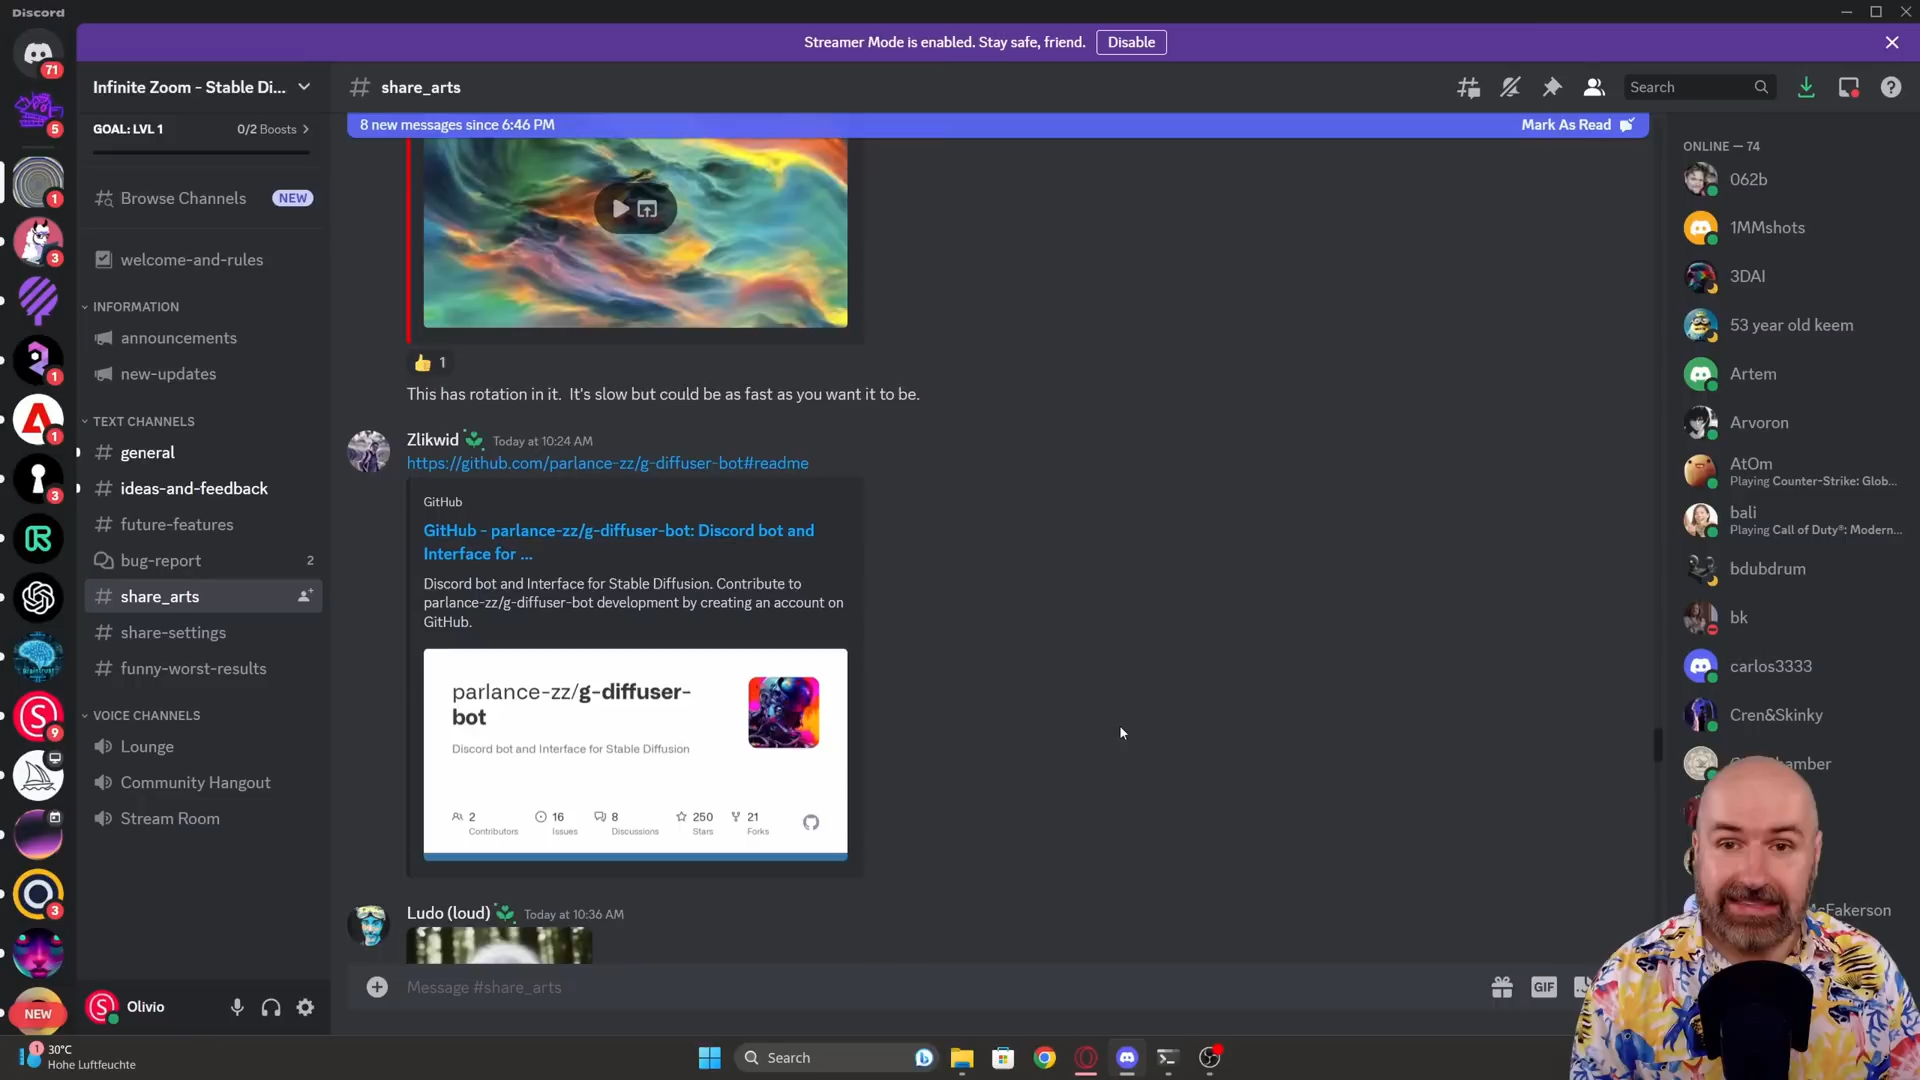 Discord
Streamer Mode is enabled. Stay safe, friend.
Disable
71
5
1
3
1
1
3
9
3
NEW
Infinite Zoom - Stable Di...
GOAL: LVL 1
0/2 Boosts
Browse Channels
NEW
welcome-and-rules
INFORMATION
announcements
new-updates
TEXT CHANNELS
general
ideas-and-feedback
future-features
bug-report
2
share_arts
share-settings
funny-worst-results
VOICE CHANNELS
Lounge
Community Hangout
Stream Room
Olivio
share_arts
Search
8 new messages since 6:46 PM
Mark As Read
1
This has rotation in it. It's slow but could be as fast as you want it to be.
Zlikwid
Today at 10:24 AM
https://github.com/parlance-zz/g-diffuser-bot#readme
GitHub
GitHub - parlance-zz/g-diffuser-bot: Discord bot and
Interface for ...
Discord bot and Interface for Stable Diffusion. Contribute to
parlance-zz/g-diffuser-bot development by creating an account on
GitHub.
parlance-zz/g-diffuser-
bot
Discord bot and Interface for Stable Diffusion
2
Contributors
16
Issues
8
Discussions
250
Stars
21
Forks
Ludo (loud)
Today at 10:36 AM
Message #share_arts
GIF
ONLINE — 74
062b
1MMshots
3DAI
53 year old keem
Artem
Arvoron
AtOm
Playing Counter-Strike: Glob...
bali
Playing Call of Duty®: Modern...
bdubdrum
bk
carlos3333
Cren&Skinky
1
30°C
Hohe Luftfeuchte
Search